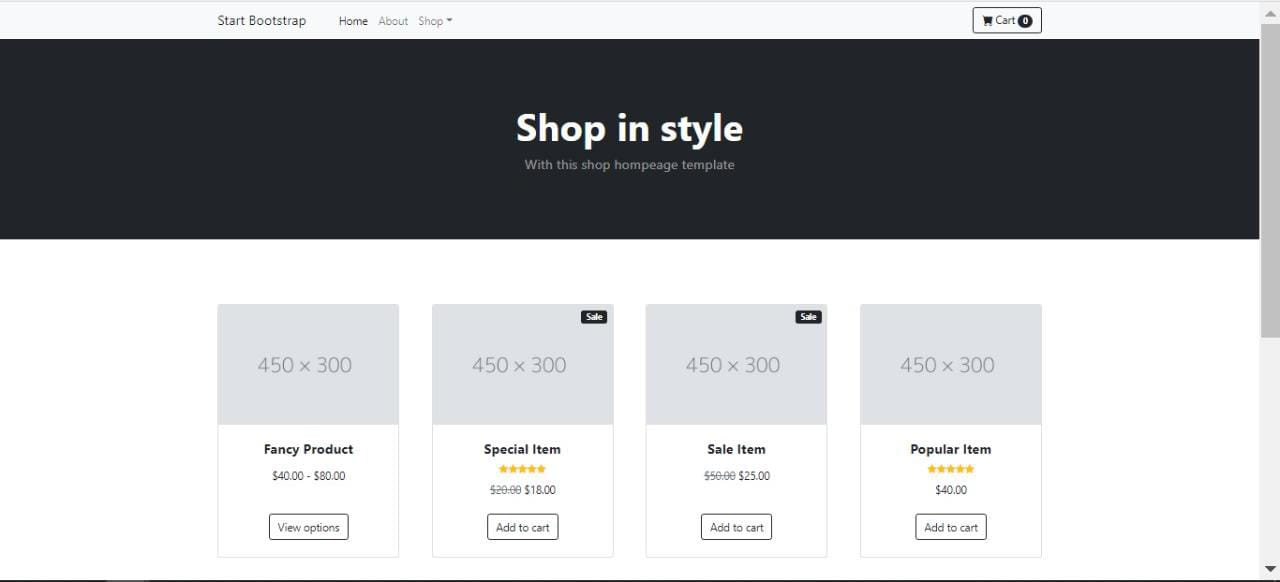 Start Bootstrap Home About Shop Cart 0
Shop in style
With this shop hompeage template
Sale Sale
450 × 300 450 × 300 450 × 300 450 × 300
Fancy Product Special Item Sale Item Popular Item
$40.00 - $80.00 $20.00 $18.00 $50.00 $25.00 $40.00
View options Add to cart Add to cart Add to cart